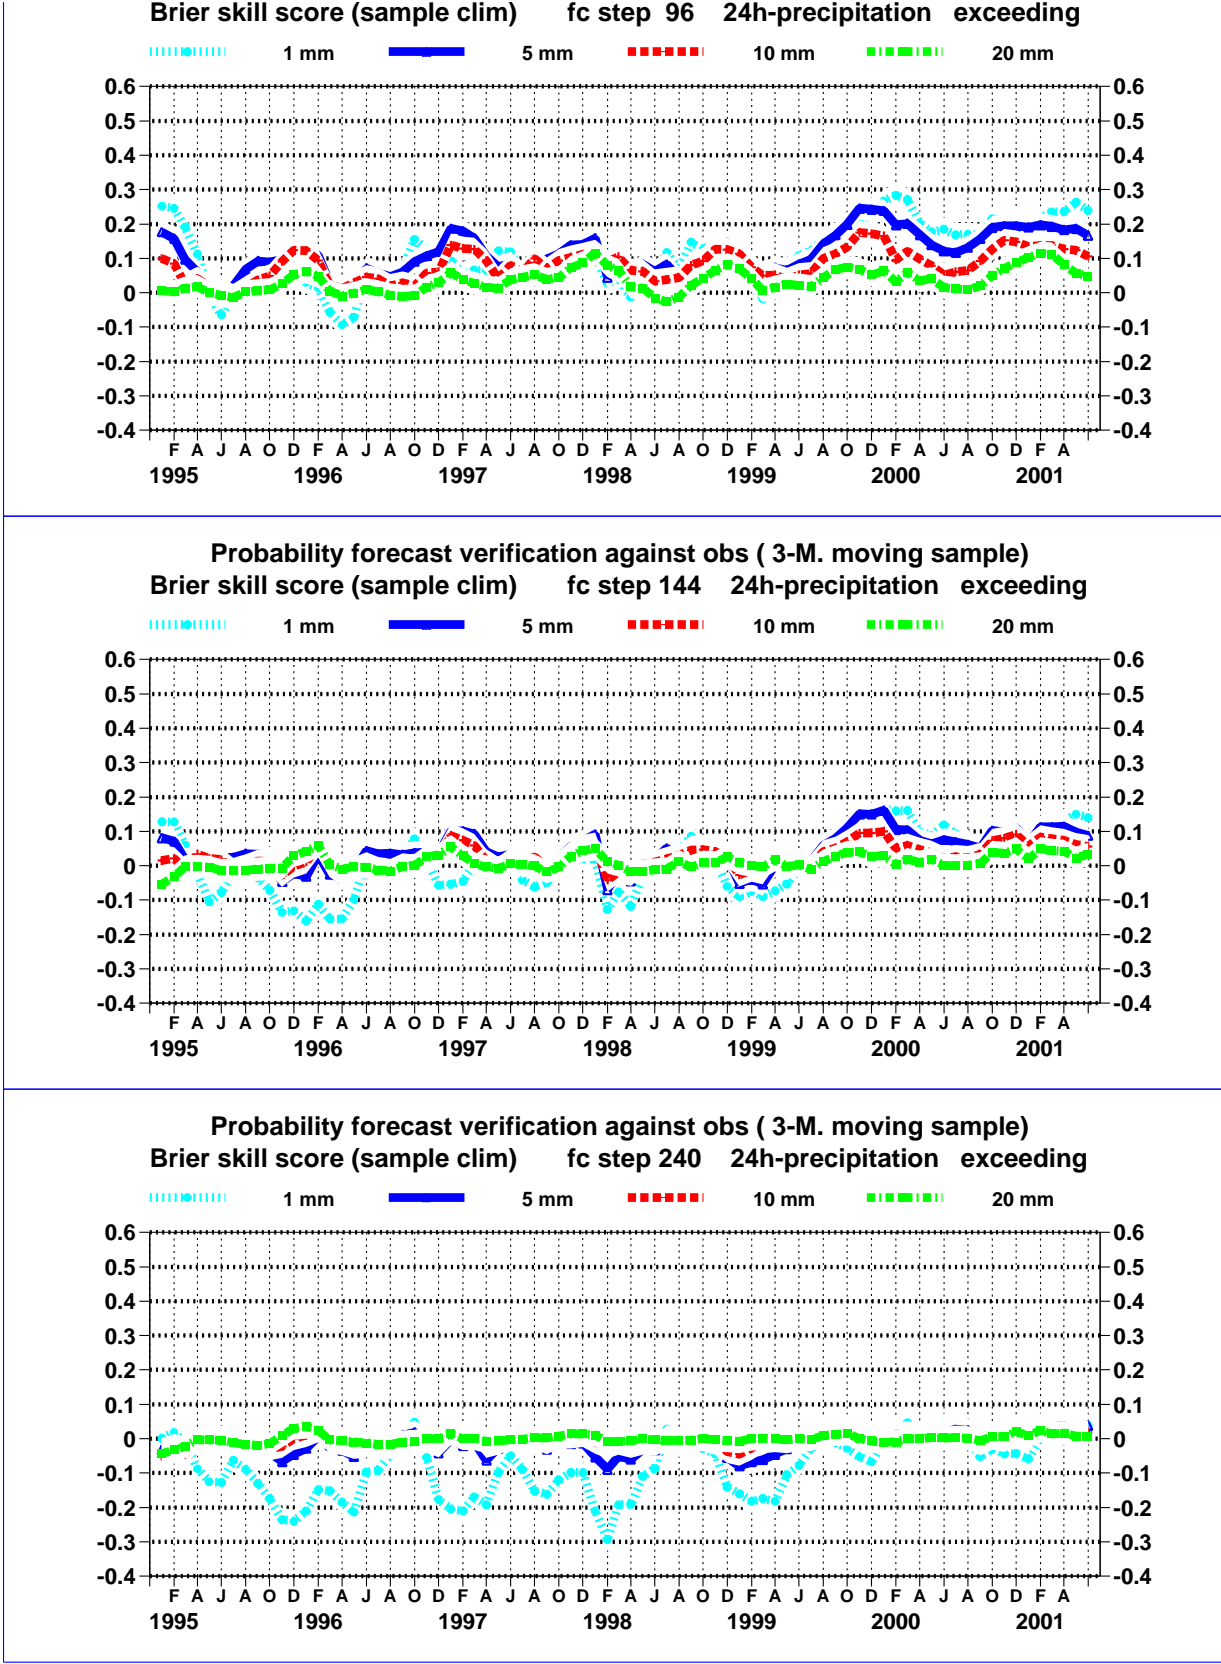 Brier skill score (sample clim) fc step 96 24h-precipitation exceeding
1 mm 5 mm 10 mm 20 mm
0.6 0.6
0.5 0.5
0.4 0.4
0.3 0.3
0.2 0.2
0.1 0.1
0 0
-0.1 -0.1
-0.2 -0.2
-0.3 -0.3
-0.4 -0.4
F A J A O D F A J A O D F A J A O D F A J A O D F A J A O D F A J A O D F A
1995 1996 1997 1998 1999 2000 2001
Probability forecast verification against obs ( 3-M. moving sample)
Brier skill score (sample clim) fc step 144 24h-precipitation exceeding
1 mm 5 mm 10 mm 20 mm
0.6 0.6
0.5 0.5
0.4 0.4
0.3 0.3
0.2 0.2
0.1 0.1
0 0
-0.1 -0.1
-0.2 -0.2
-0.3 -0.3
-0.4 -0.4
F A J A O D F A J A O D F A J A O D F A J A O D F A J A O D F A J A O D F A
1995 1996 1997 1998 1999 2000 2001
Probability forecast verification against obs ( 3-M. moving sample)
Brier skill score (sample clim) fc step 240 24h-precipitation exceeding
1 mm 5 mm 10 mm 20 mm
0.6 0.6
0.5 0.5
0.4 0.4
0.3 0.3
0.2 0.2
0.1 0.1
0 0
-0.1 -0.1
-0.2 -0.2
-0.3 -0.3
-0.4 -0.4
F A J A O D F A J A O D F A J A O D F A J A O D F A J A O D F A J A O D F A
1995 1996 1997 1998 1999 2000 2001